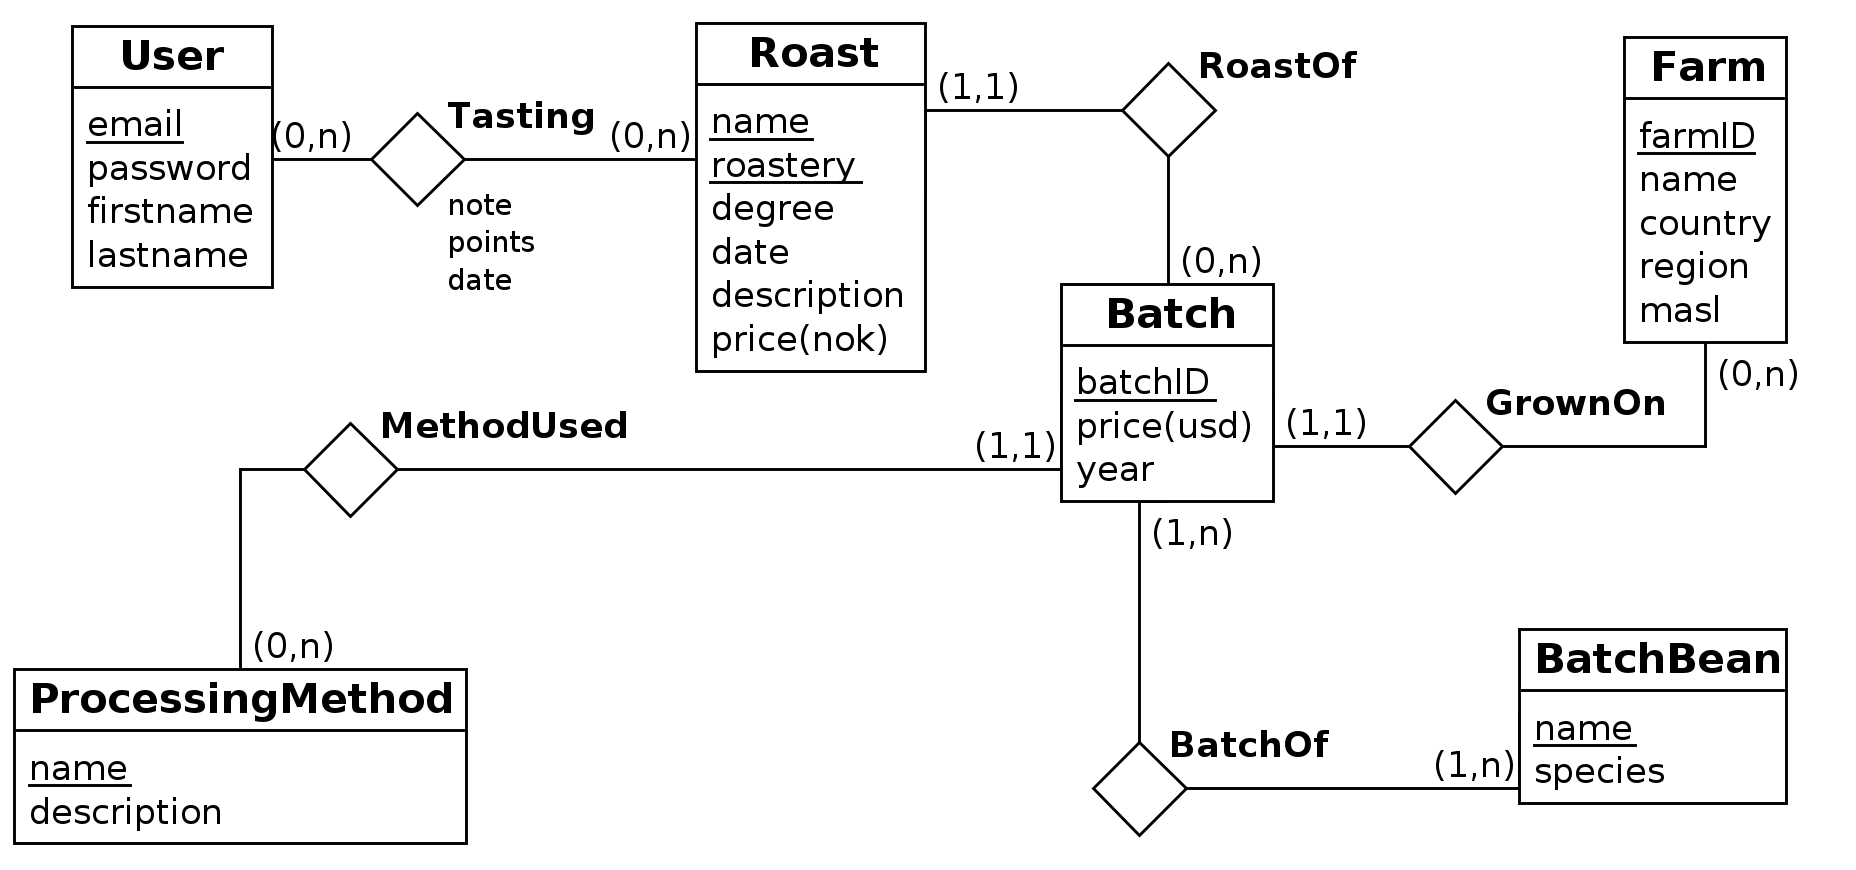 User
email
password
firstname
lastname
(0,n)
Tasting
note
points
date
(0,n)
Roast
name
roastery
degree
date
description
price(nok)
(1,1)
RoastOf
(0,n)
Farm
farmID
name
country
region
masl
(0,n)
Batch
batchID
price(usd)
year
(1,1)
GrownOn
MethodUsed
(1,1)
(0,n)
ProcessingMethod
name
description
(1,n)
BatchOf
(1,n)
BatchBean
name
species